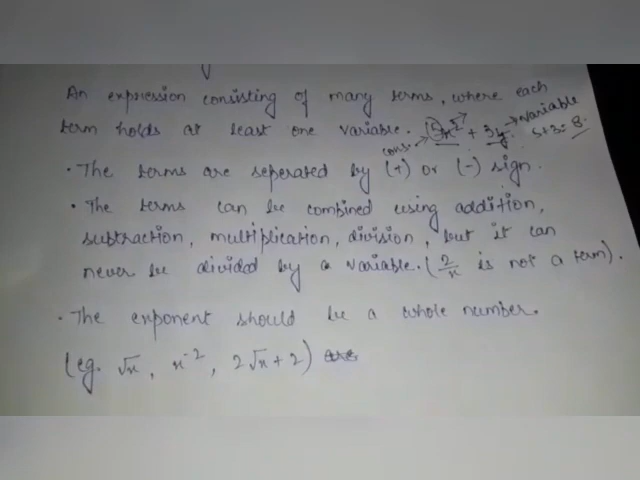 An expression consisting of many terms, where each
term holds at least one variable. (5x² + 3y. → variable
cons. 5+3=8
• The terms are seperated by (+) or (-) sign.
• The terms can be combined using addition,
subtraction, multiplication, division, but it can
never be divided by a variable. (2/x is not a term).
• The exponent should be a whole number.
(eg. √x, x⁻², 2√x + 2)